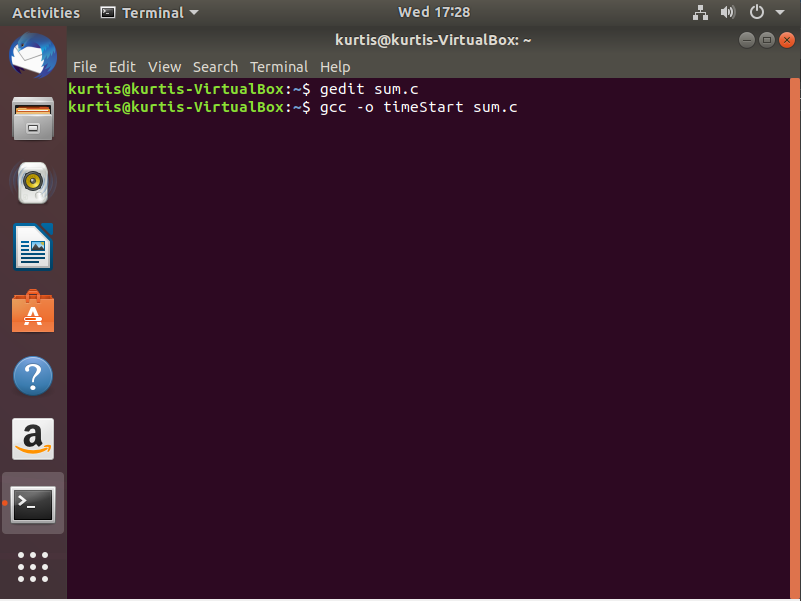 Activities Terminal Wed 17:28
kurtis@kurtis-VirtualBox: ~
File Edit View Search Terminal Help
kurtis@kurtis-VirtualBox:~$ gedit sum.c
kurtis@kurtis-VirtualBox:~$ gcc -o timeStart sum.c
A
?
a
>_